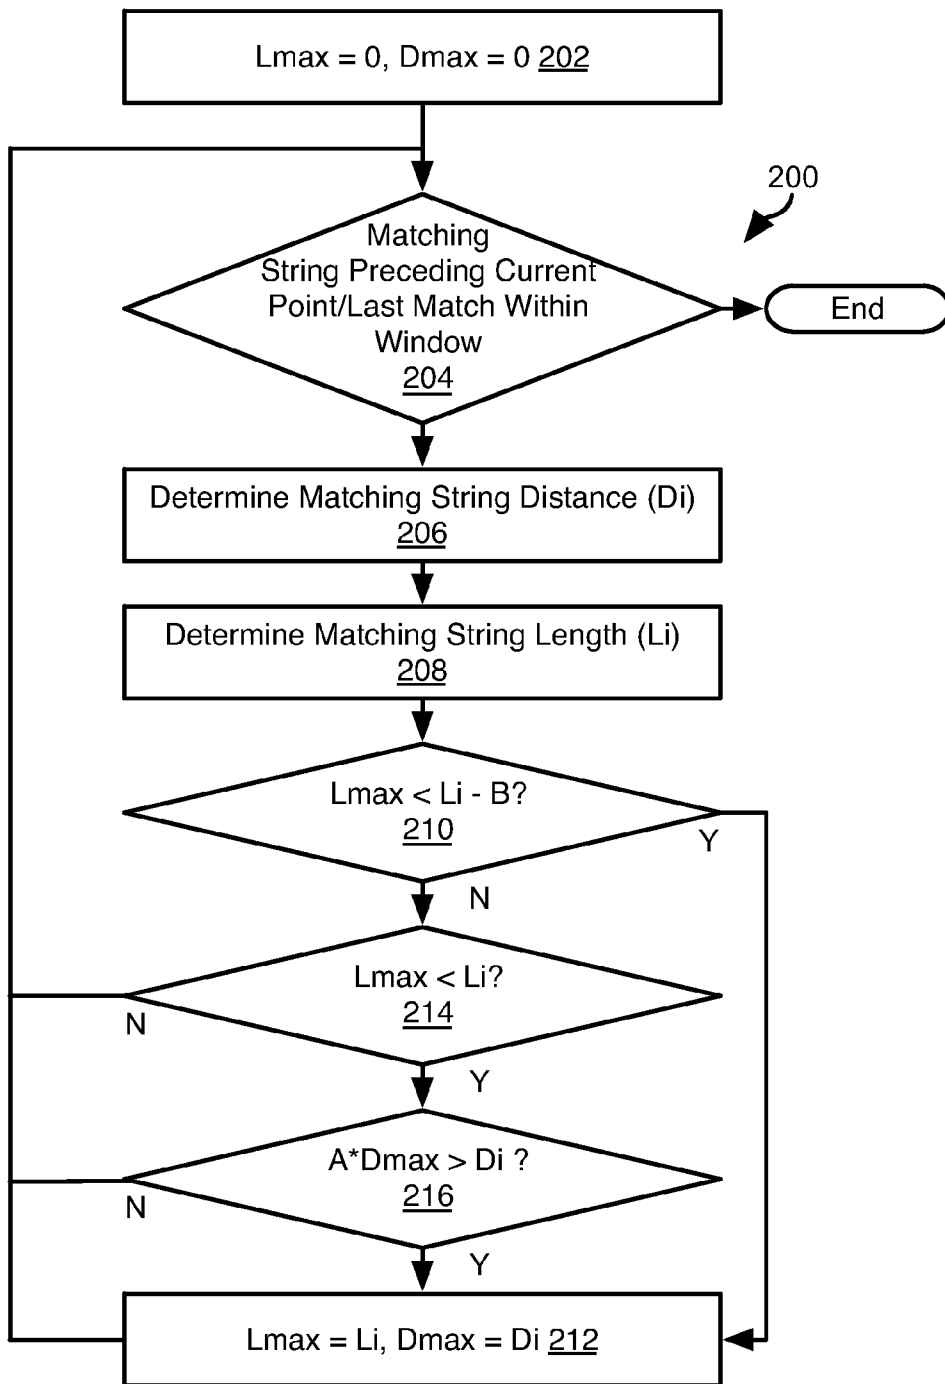 Lmax = 0, Dmax = 0 202
200
Matching
String Preceding Current
Point/Last Match Within
Window
204
End
Determine Matching String Distance (Di)
206
Determine Matching String Length (Li)
208
Lmax < Li - B?
210
Y
N
Lmax < Li?
214
N
Y
A*Dmax > Di ?
216
N
Y
Lmax = Li, Dmax = Di 212